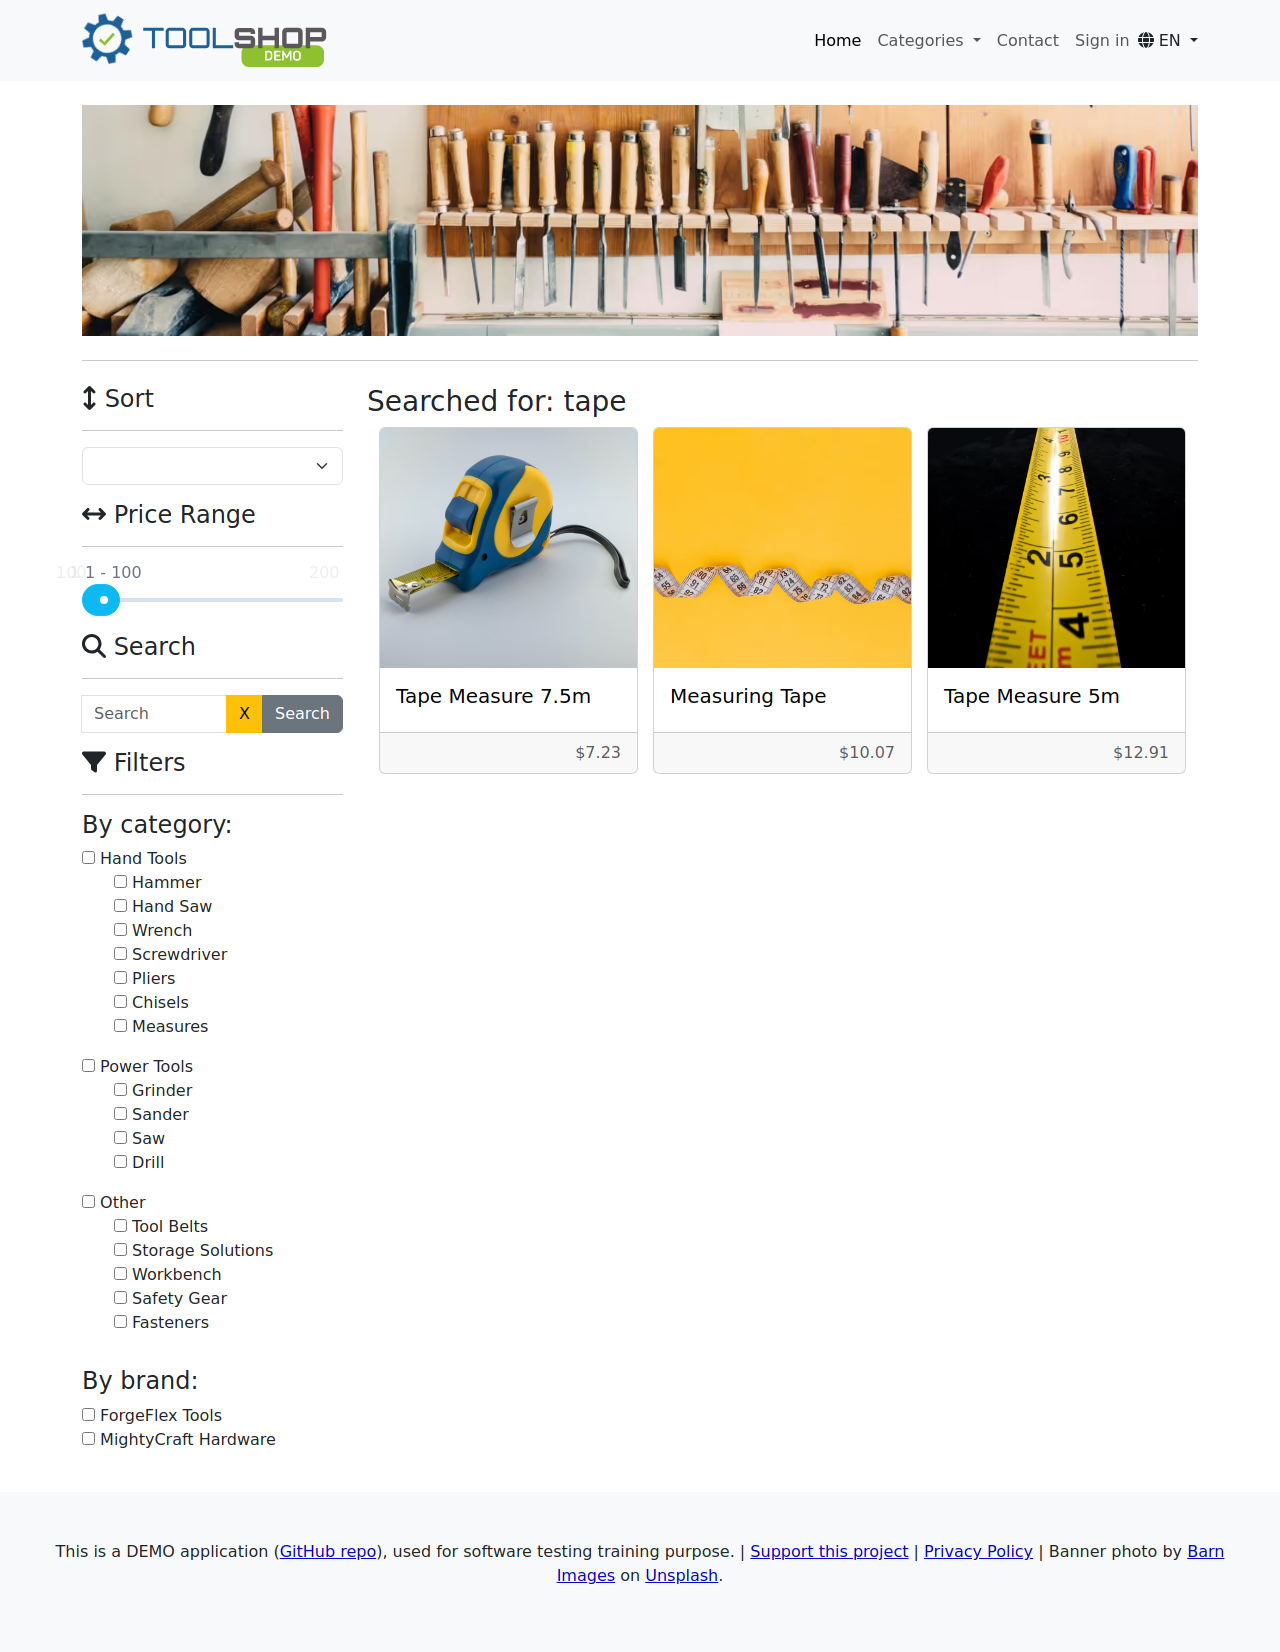 TOOLSHOP
DEMO
Home Categories Contact Sign in EN
Sort
Searched for: tape
Price Range
1 - 100 200
Search
Search X Search
Tape Measure 7.5m
Measuring Tape
Tape Measure 5m
$7.23
$10.07
$12.91
Filters
By category:
Hand Tools
Hammer
Hand Saw
Wrench
Screwdriver
Pliers
Chisels
Measures
Power Tools
Grinder
Sander
Saw
Drill
Other
Tool Belts
Storage Solutions
Workbench
Safety Gear
Fasteners
By brand:
ForgeFlex Tools
MightyCraft Hardware
This is a DEMO application (GitHub repo), used for software testing training purpose. | Support this project | Privacy Policy | Banner photo by Barn
Images on Unsplash.